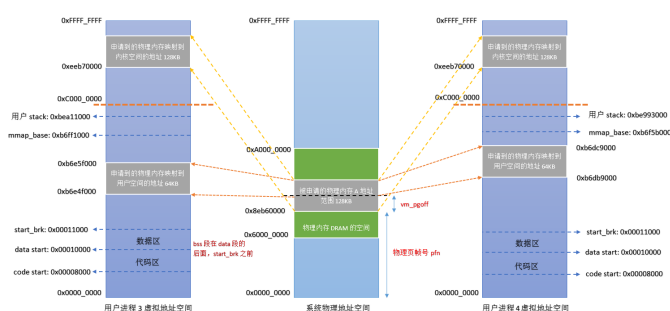 0xFFFF_FFFF
申请到的物理内存映射到
内核空间的地址 128KB
0xeeb70000
0xC000_0000
用户 stack: 0xbea11000
mmap_base: 0xb6ff1000
0xb6e5f000
申请到的物理内存映射到
用户空间的地址 64KB
0xb6e4f000
start_brk: 0x00011000
数据区
data start: 0x00010000
代码区
code start: 0x00008000
0x0000_0000
用户进程 3 虚拟地址空间
bss 段在 data 段的
后面, start_brk 之前
0xFFFF_FFFF
0xA000_0000
被申请的物理内存 A 地址
范围 128KB
0x8eb60000
物理内存 DRAM 的空间
0x6000_0000
0x0000_0000
系统物理地址空间
vm_pgoff
物理页帧号 pfn
0xFFFF_FFFF
申请到的物理内存映射到
内核空间的地址 128KB
0xeeb70000
0xC000_0000
用户 stack: 0xbe993000
mmap_base: 0xb6f5b000
0xb6dc9000
申请到的物理内存映射到
用户空间的地址 64KB
0xb6db9000
start_brk: 0x00011000
数据区
data start: 0x00010000
代码区
code start: 0x00008000
0x0000_0000
用户进程 4 虚拟地址空间